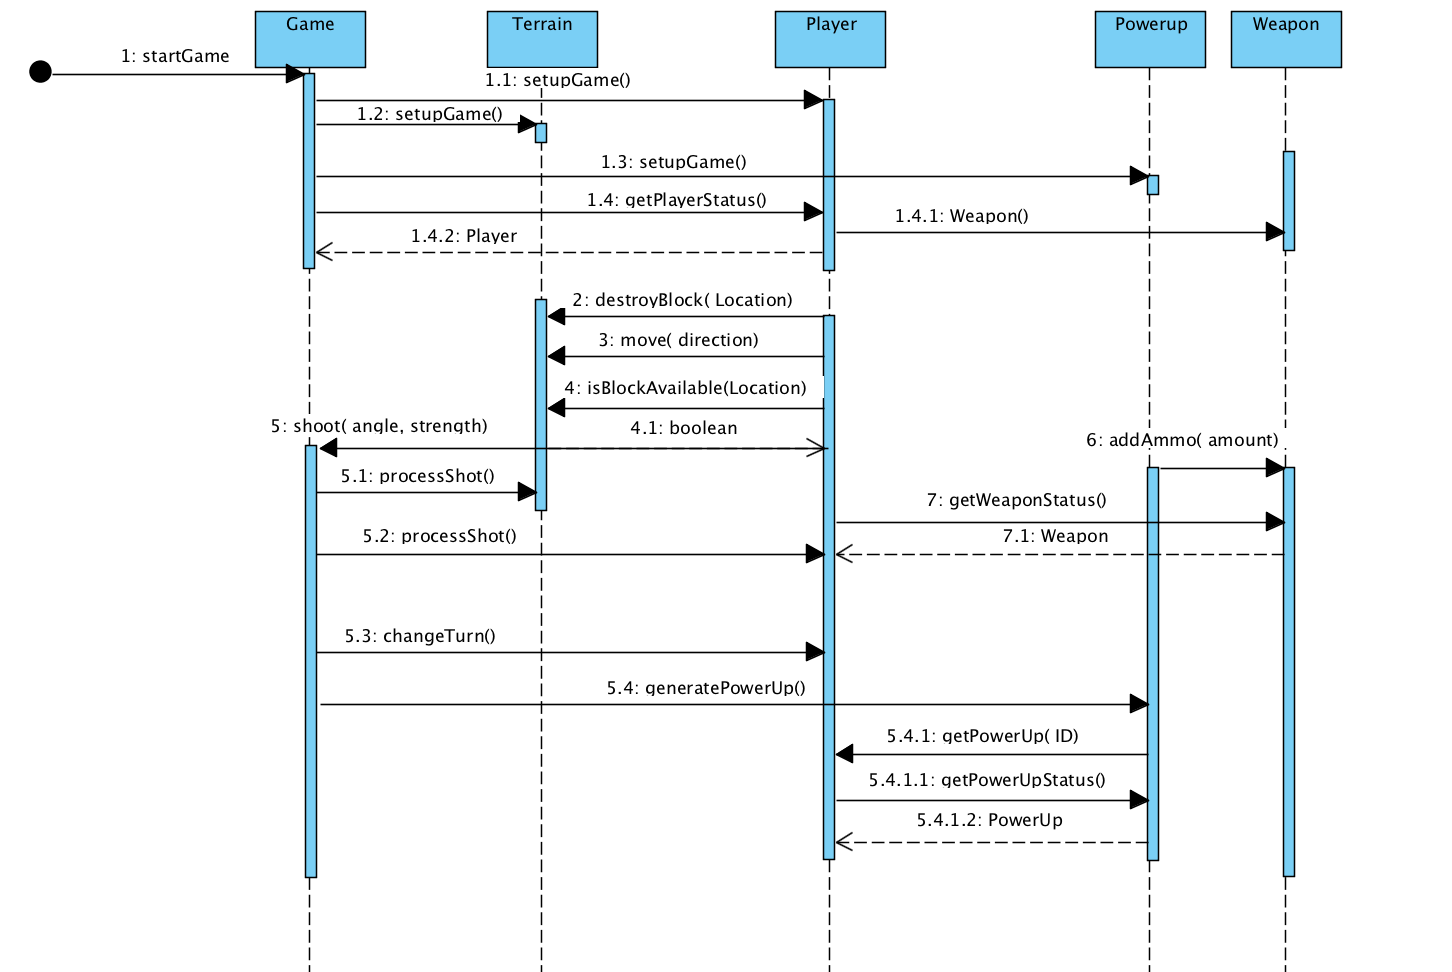 Game
Terrain
Player
Powerup
Weapon
1: startGame
1.1: setupGame()
1.2: setupGame()
1.3: setupGame()
1.4: getPlayerStatus()
1.4.1: Weapon()
1.4.2: Player
2: destroyBlock( Location)
3: move( direction)
4: isBlockAvailable(Location)
5: shoot( angle, strength)
4.1: boolean
6: addAmmo( amount)
5.1: processShot()
7: getWeaponStatus()
5.2: processShot()
7.1: Weapon
5.3: changeTurn()
5.4: generatePowerUp()
5.4.1: getPowerUp( ID)
5.4.1.1: getPowerUpStatus()
5.4.1.2: PowerUp